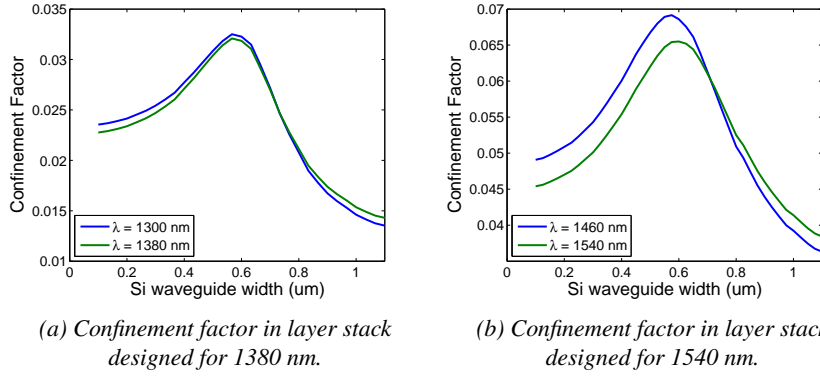 0.035
0.03
0.025
0.02
0.015
0.01
Confinement Factor
λ = 1300 nm
λ = 1380 nm
0 0.2 0.4 0.6 0.8 1
Si waveguide width (um)
(a) Confinement factor in layer stack
designed for 1380 nm.
0.07
0.065
0.06
0.055
0.05
0.045
0.04
Confinement Factor
λ = 1460 nm
λ = 1540 nm
0 0.2 0.4 0.6 0.8 1
Si waveguide width (um)
(b) Confinement factor in layer stack
designed for 1540 nm.